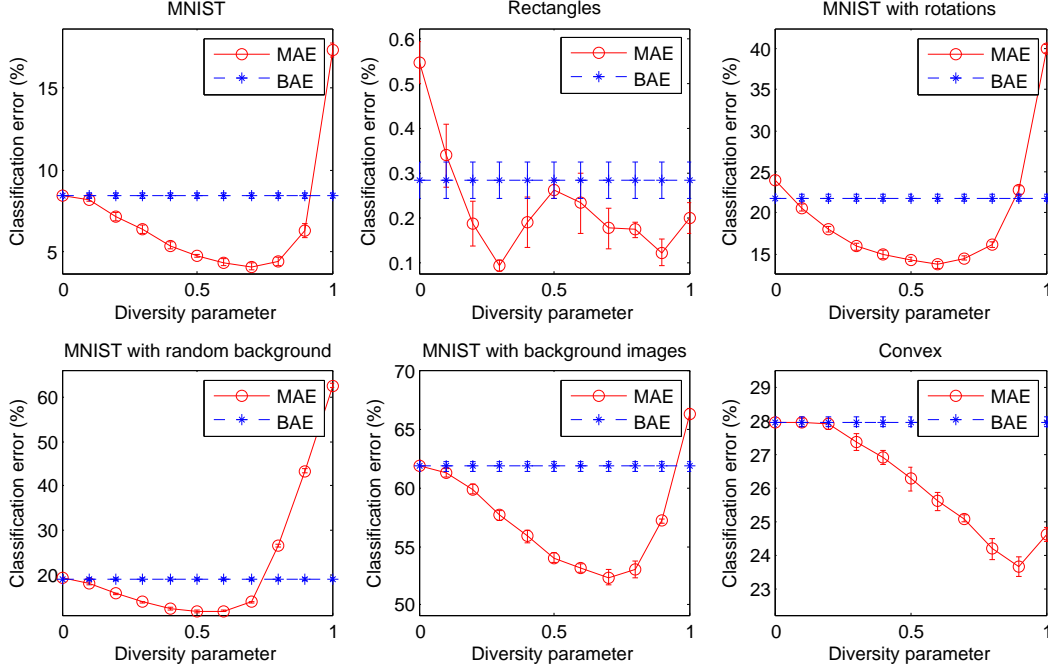 MNIST
Classification error (%)
15
10
5
0
0.5
1
Diversity parameter
MAE
BAE
Rectangles
Classification error (%)
0.6
0.5
0.4
0.3
0.2
0.1
0
0.5
1
Diversity parameter
MAE
BAE
MNIST with rotations
Classification error (%)
40
35
30
25
20
15
0
0.5
1
Diversity parameter
MAE
BAE
MNIST with random background
Classification error (%)
60
50
40
30
20
0
0.5
1
Diversity parameter
MAE
BAE
MNIST with background images
Classification error (%)
70
65
60
55
50
0
0.5
1
Diversity parameter
MAE
BAE
Convex
Classification error (%)
29
28
27
26
25
24
23
0
0.5
1
Diversity parameter
MAE
BAE